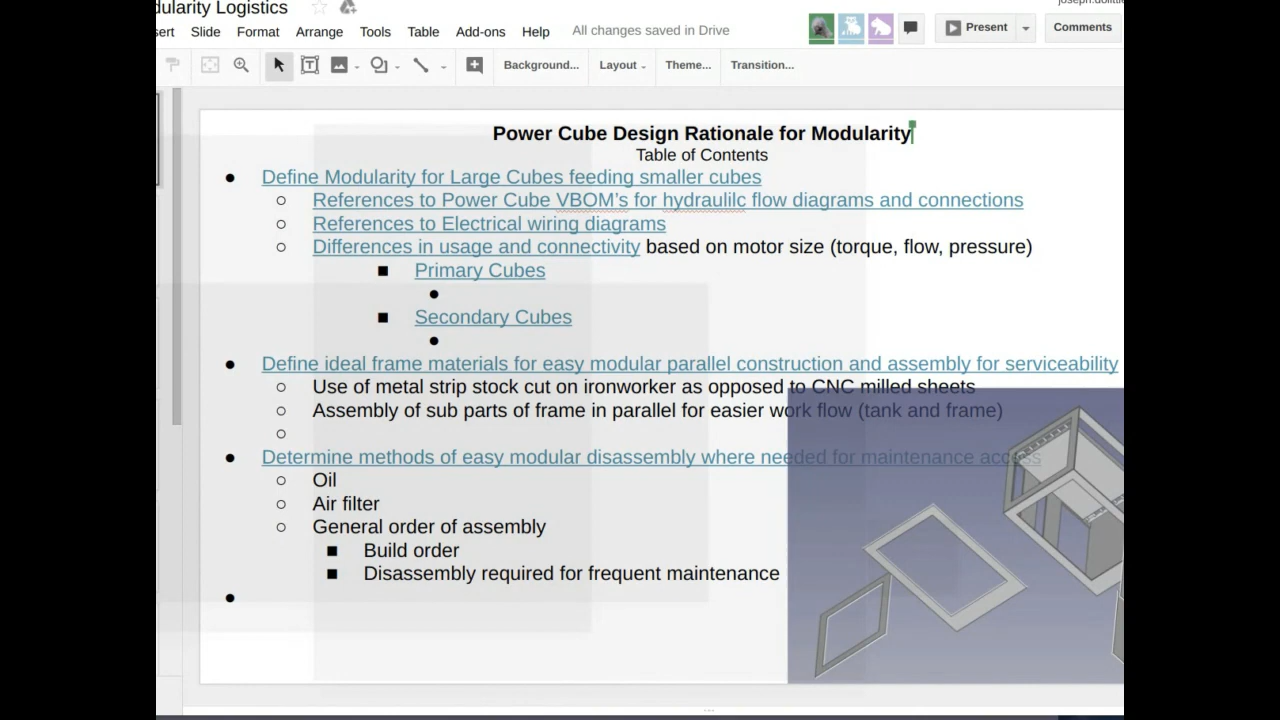 dularity Logistics
sert Slide Format Arrange Tools Table Add-ons Help All changes saved in Drive
Present Comments
Background... Layout Theme... Transition...
Power Cube Design Rationale for Modularity
Table of Contents
● Define Modularity for Large Cubes feeding smaller cubes
○ References to Power Cube VBOM's for hydraulilc flow diagrams and connections
○ References to Electrical wiring diagrams
○ Differences in usage and connectivity based on motor size (torque, flow, pressure)
■ Primary Cubes
■ Secondary Cubes
● Define ideal frame materials for easy modular parallel construction and assembly for serviceability
○ Use of metal strip stock cut on ironworker as opposed to CNC milled sheets
○ Assembly of sub parts of frame in parallel for easier work flow (tank and frame)
● Determine methods of easy modular disassembly where needed for maintenance access
○ Oil
○ Air filter
○ General order of assembly
■ Build order
■ Disassembly required for frequent maintenance